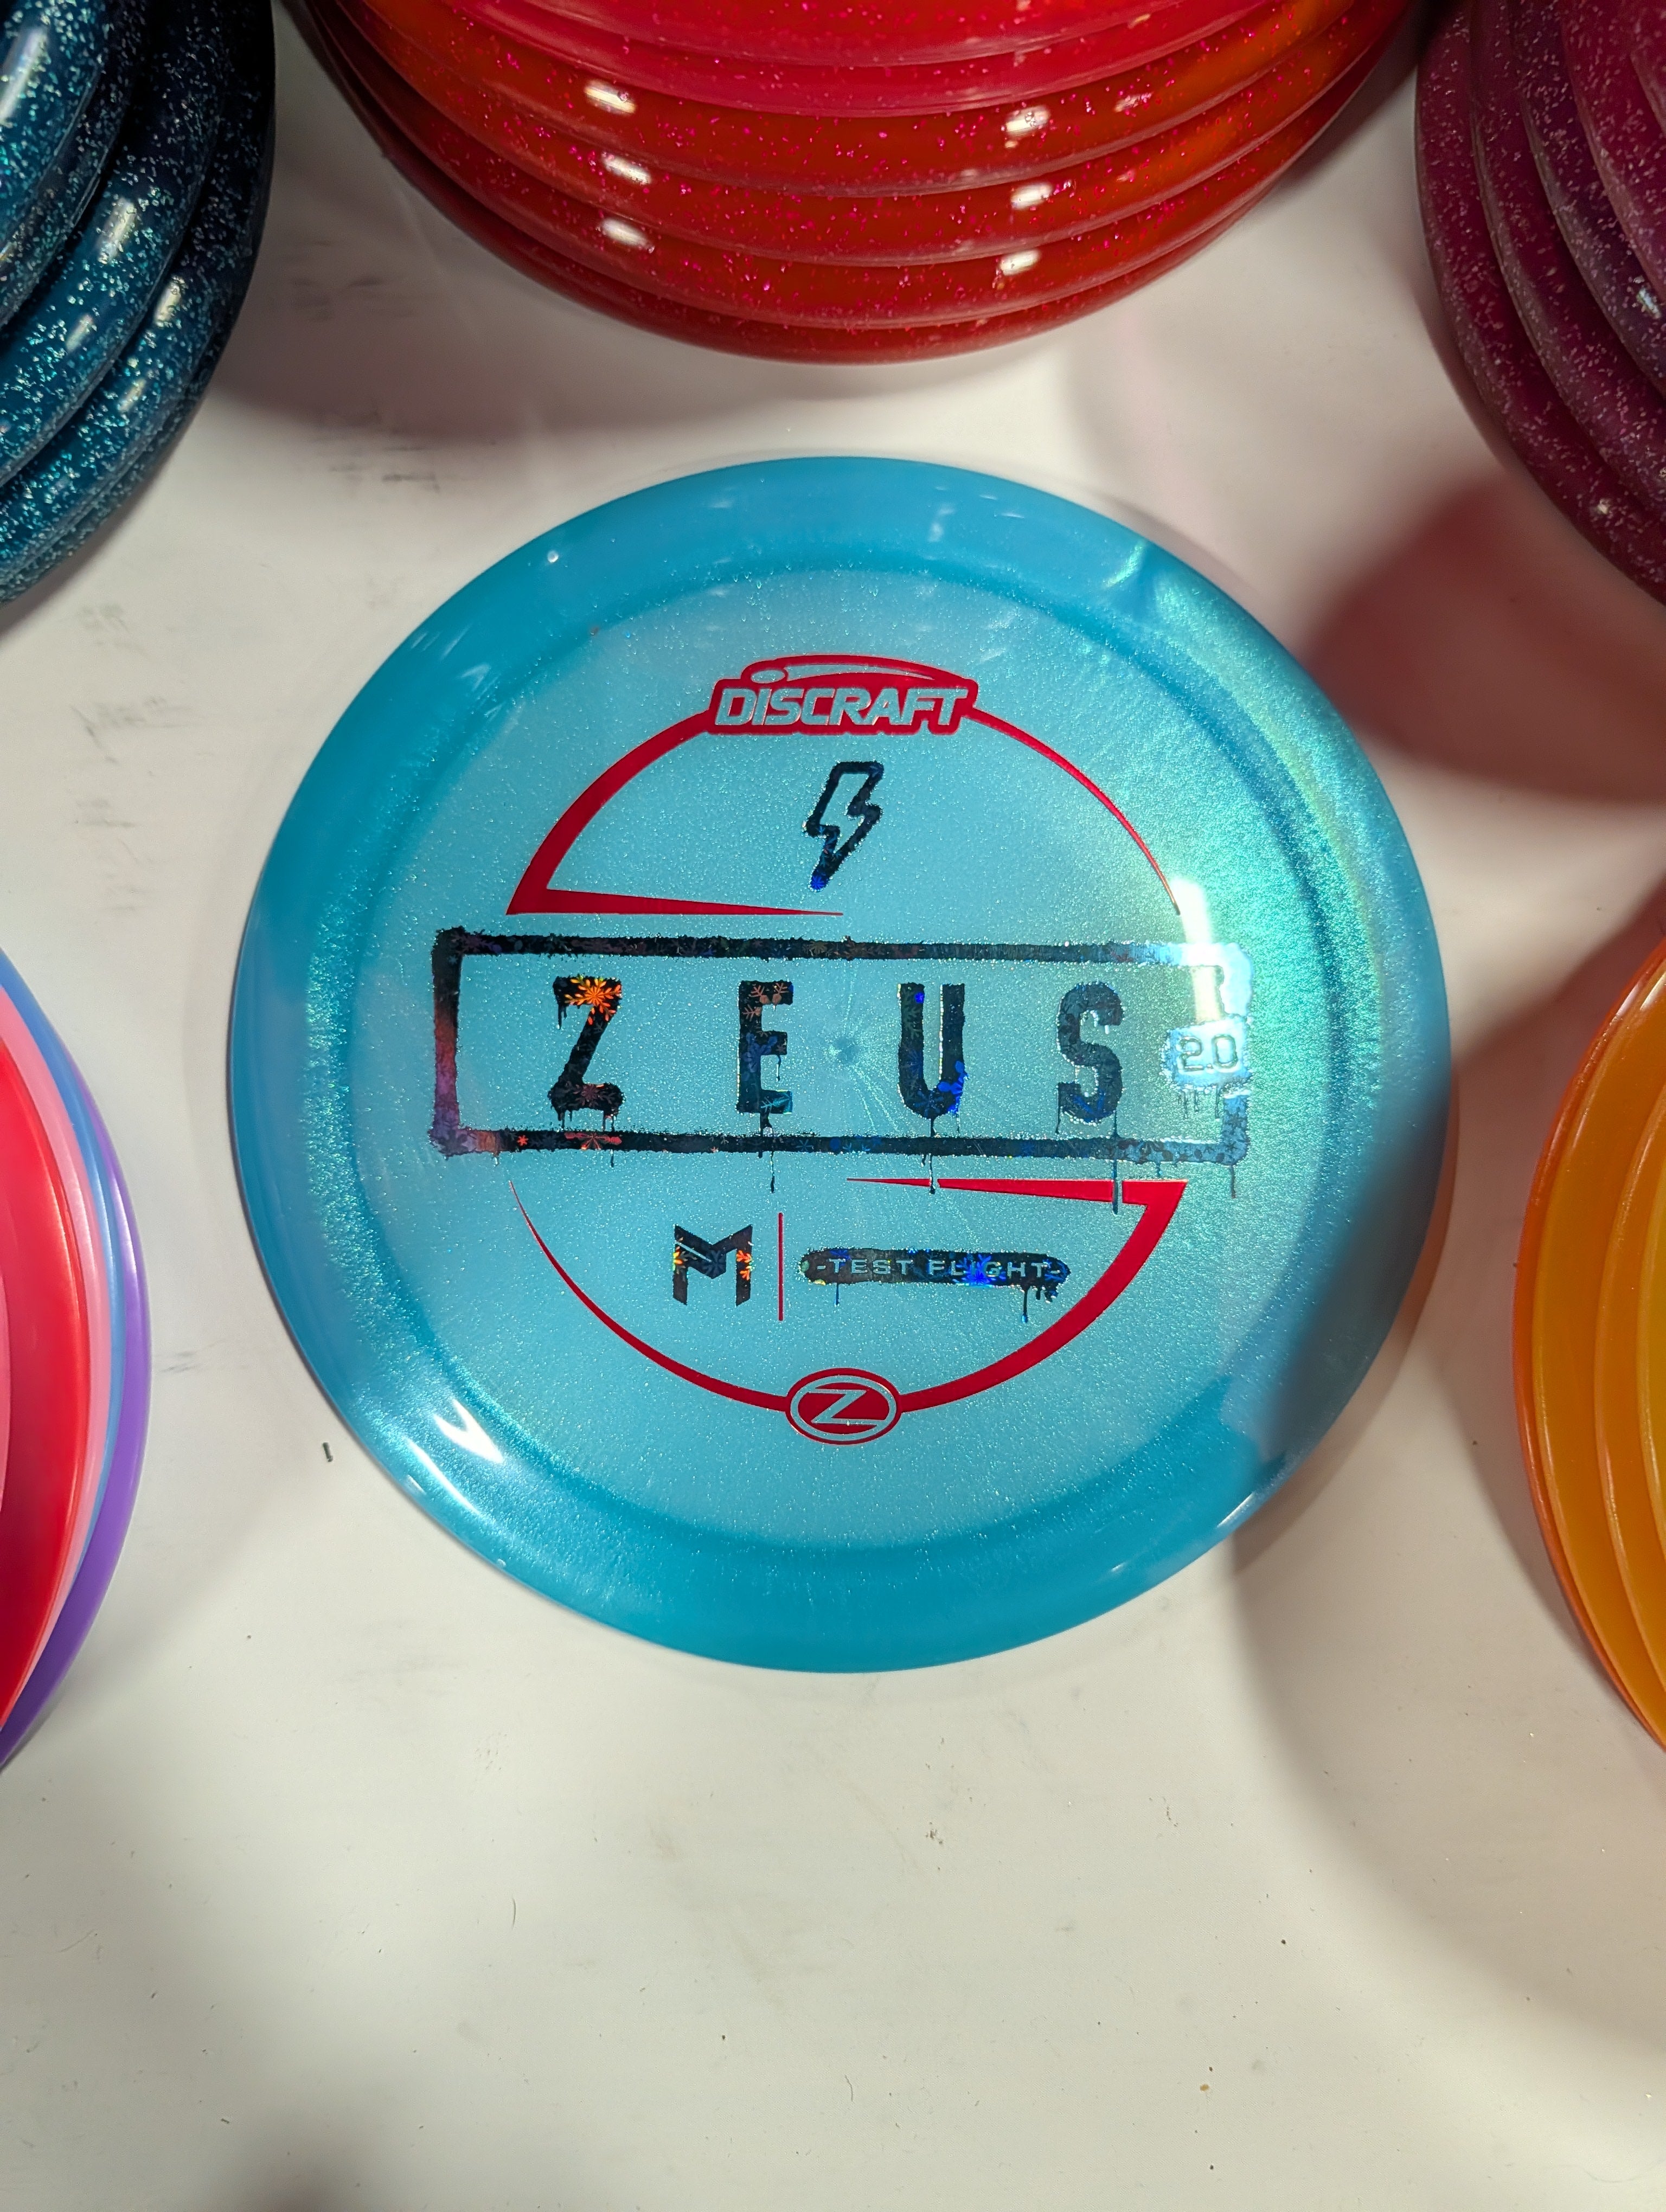 DISCRAFT
ZEUS
2.0
M
-TEST FLIGHT-
Z